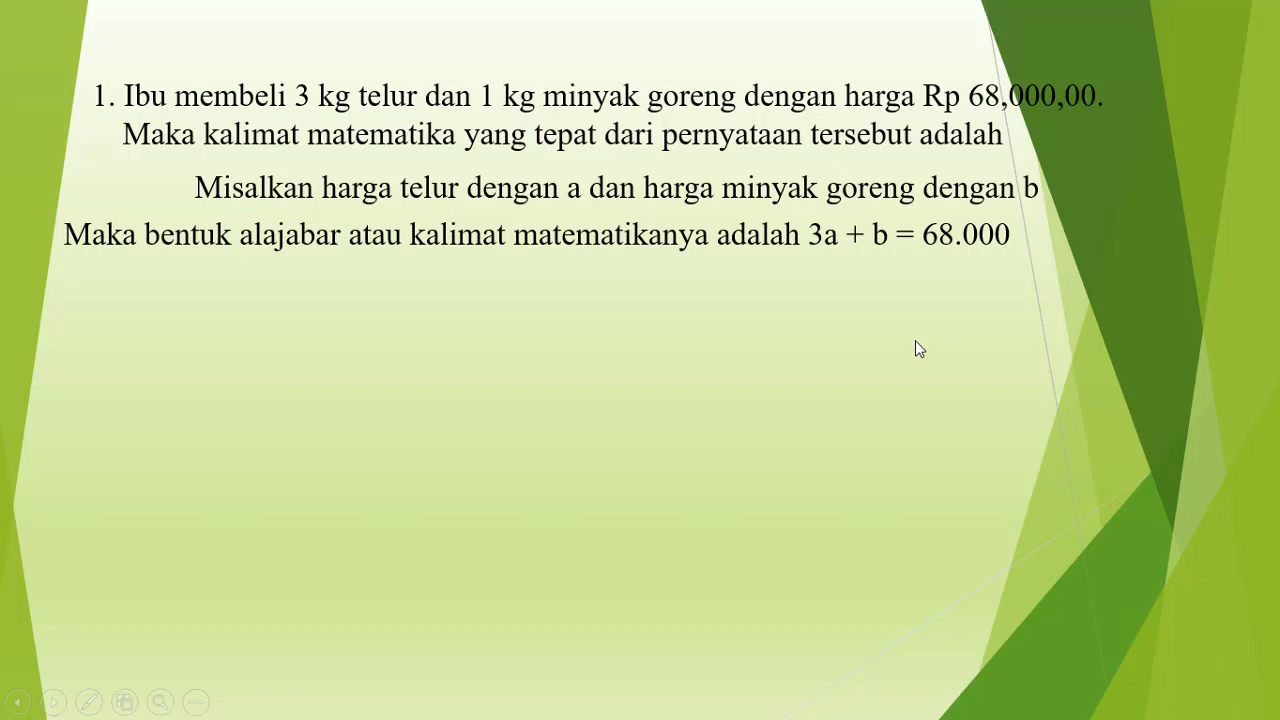 1. Ibu membeli 3 kg telur dan 1 kg minyak goreng dengan harga Rp 68,000,00.
Maka kalimat matematika yang tepat dari pernyataan tersebut adalah
Misalkan harga telur dengan a dan harga minyak goreng dengan b
Maka bentuk alajabar atau kalimat matematikanya adalah 3a + b = 68.000